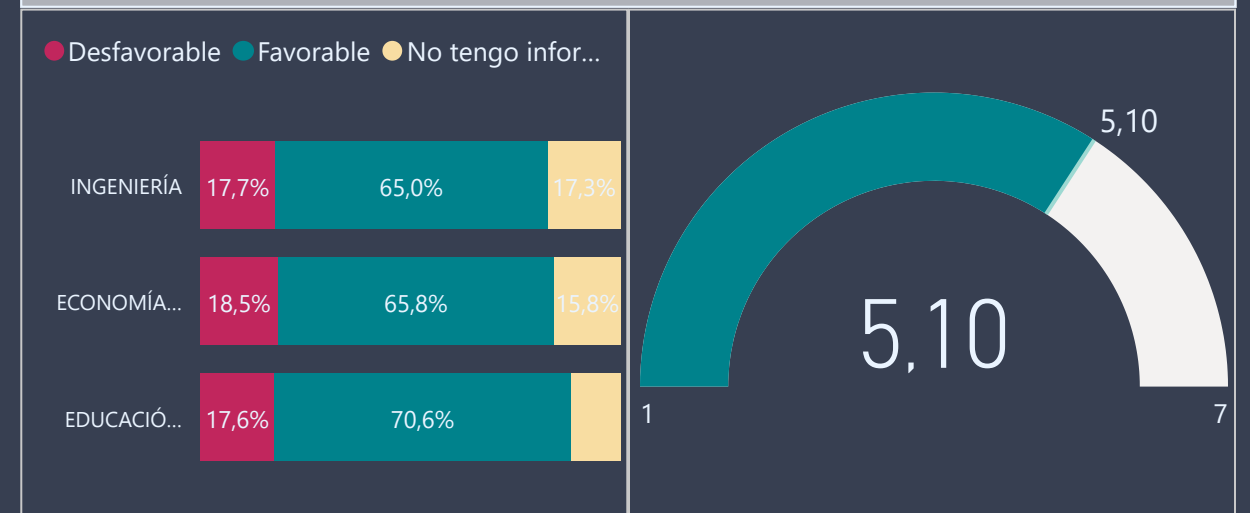 Desfavorable Favorable No tengo infor...
INGENIERÍA 17,7% 65,0% 17,3%
ECONOMÍA... 18,5% 65,8% 15,8%
EDUCACIÓ... 17,6% 70,6%
5,10
5,10
1 7